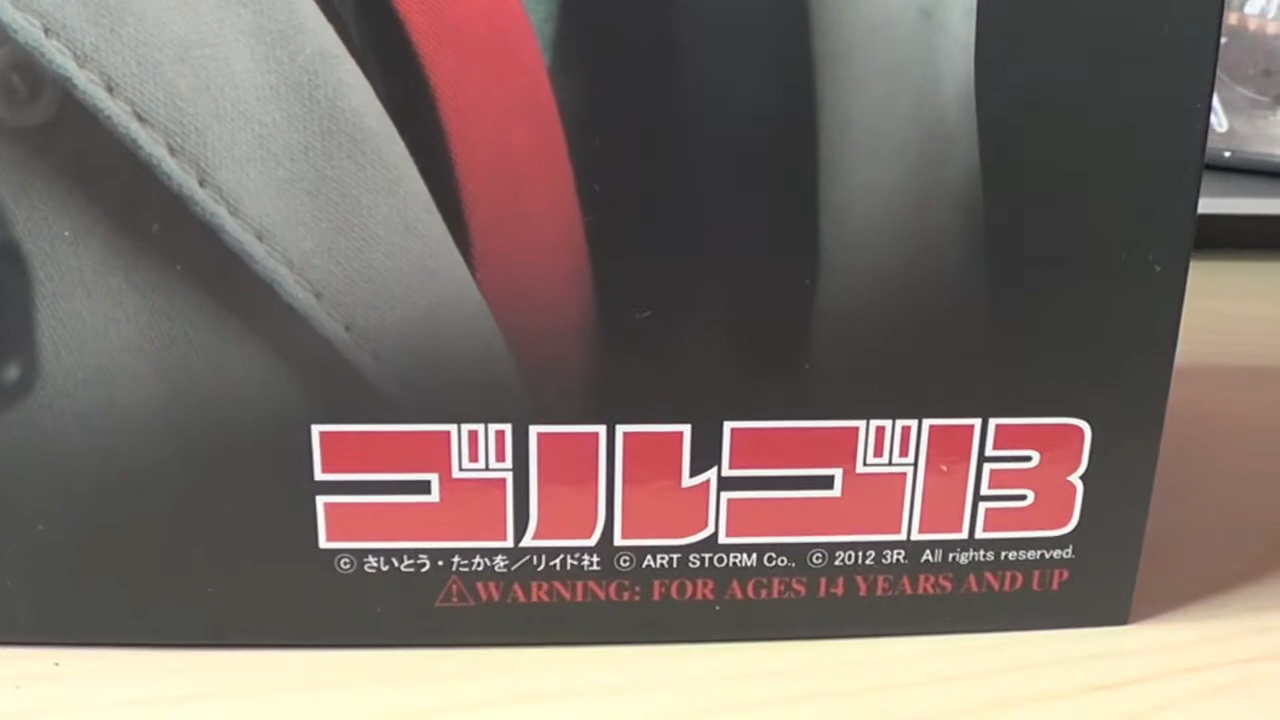 ゴルゴ13
© さいとう・たかを／リイド社 © ART STORM Co., © 2012 3R. All rights reserved.
⚠WARNING: FOR AGES 14 YEARS AND UP